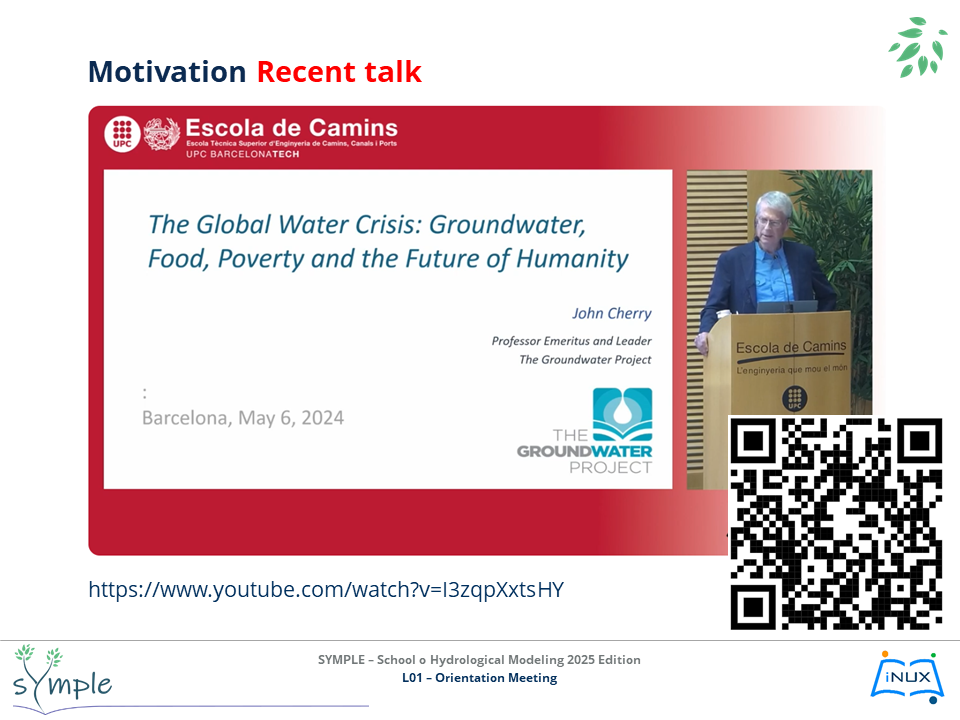 Motivation Recent talk
Escola de Camins
Escola Tècnica Superior d'Enginyeria de Camins, Canals i Ports
UPC BARCELONATECH
UPC
The Global Water Crisis: Groundwater,
Food, Poverty and the Future of Humanity
John Cherry
Professor Emeritus and Leader
The Groundwater Project
:
Barcelona, May 6, 2024
THE
GROUNDWATER
PROJECT
Escola de Camins
L'enginyeria que mou el món
UPC
https://www.youtube.com/watch?v=I3zqpXxtsHY
SYMPLE – School o Hydrological Modeling 2025 Edition
L01 – Orientation Meeting
sYmple
iNUX